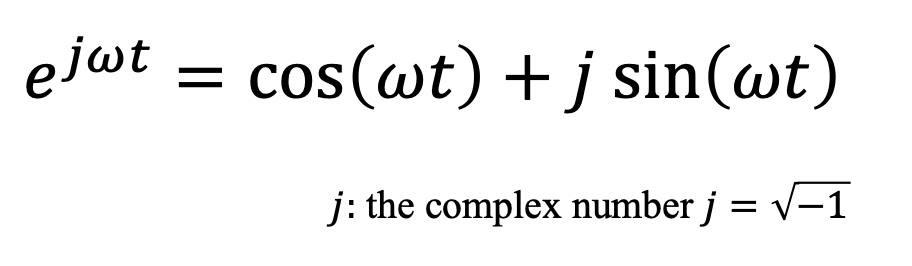 e^{jωt} = cos(ωt) + j sin(ωt)
j: the complex number j = √-1